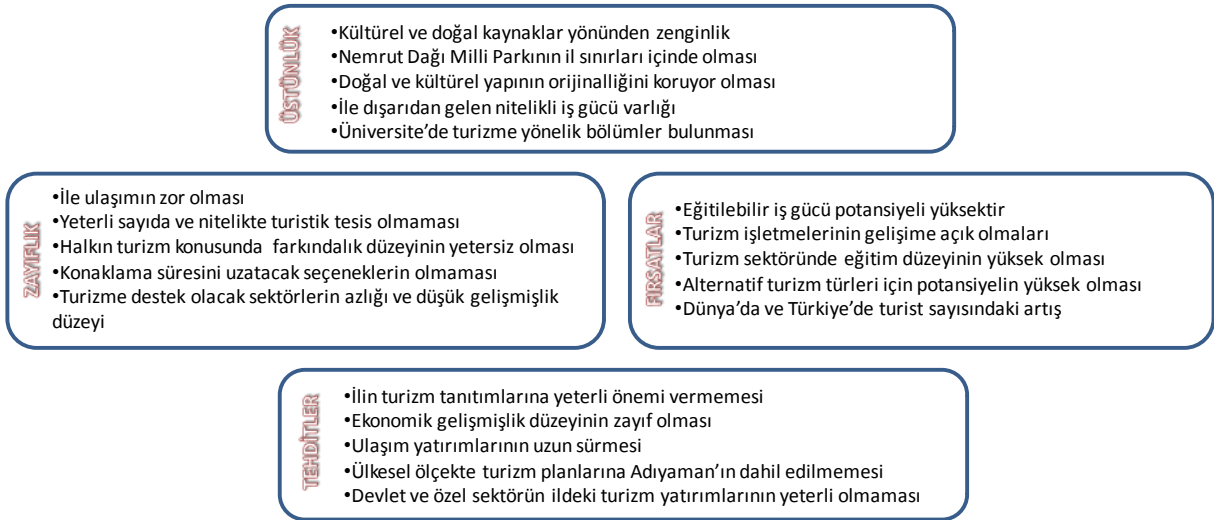 ÜSTÜNLÜK
•Kültürel ve doğal kaynaklar yönünden zenginlik
•Nemrut Dağı Milli Parkının il sınırları içinde olması
•Doğal ve kültürel yapının orijinalliğini koruyor olması
•İle dışarıdan gelen nitelikli iş gücü varlığı
•Üniversite’de turizme yönelik bölümler bulunması
ZAYIFLIK
•İle ulaşımın zor olması
•Yeterli sayıda ve nitelikte turistik tesis olmaması
•Halkın turizm konusunda farkındalık düzeyinin yetersiz olması
•Konaklama süresini uzatacak seçeneklerin olmaması
•Turizme destek olacak sektörlerin azlığı ve düşük gelişmişlik
düzeyi
FIRSATLAR
•Eğitilebilir iş gücü potansiyeli yüksektir
•Turizm işletmelerinin gelişime açık olmaları
•Turizm sektöründe eğitim düzeyinin yüksek olması
•Alternatif turizm türleri için potansiyelin yüksek olması
•Dünya’da ve Türkiye’de turist sayısındaki artış
TEHDİTLER
•İlin turizm tanıtımlarına yeterli önemi vermemesi
•Ekonomik gelişmişlik düzeyinin zayıf olması
•Ulaşım yatırımlarının uzun sürmesi
•Ülkesel ölçekte turizm planlarına Adıyaman’ın dahil edilmemesi
•Devlet ve özel sektörün ildeki turizm yatırımlarının yeterli olmaması